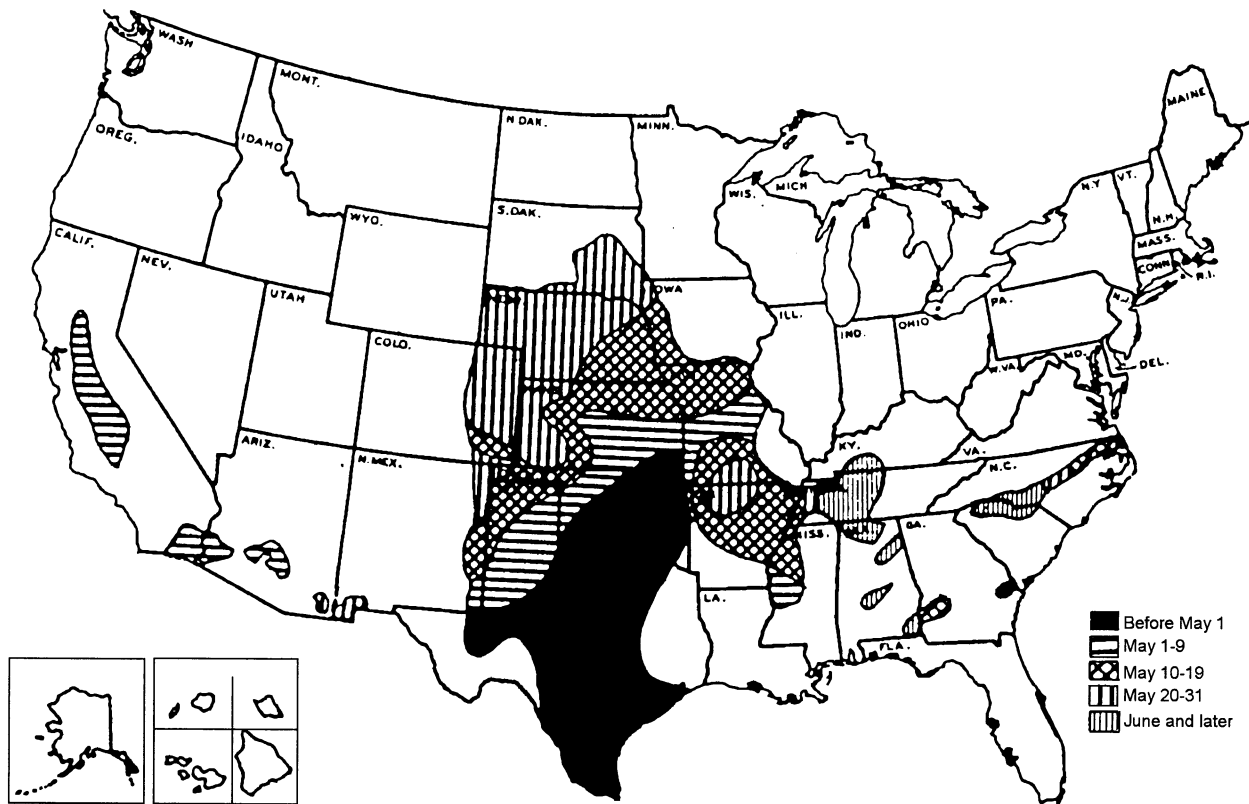 WASH
MONT.
OREG.
IDAHO
N.DAK.
MINN.
MAINE
WIS.
MICH
N.Y
VT.
N.H.
WYO.
S.DAK.
MASS.
CONN
R.I.
CALIF.
NEV.
UTAH
COLO.
ILL.
IND.
OHIO
PA.
N.J.
MD.
DEL.
W.VA.
ARIZ.
N.MEX.
KY.
VA.
N.C.
GA.
LA.
FLA.
Before May 1
May 1-9
May 10-19
May 20-31
June and later